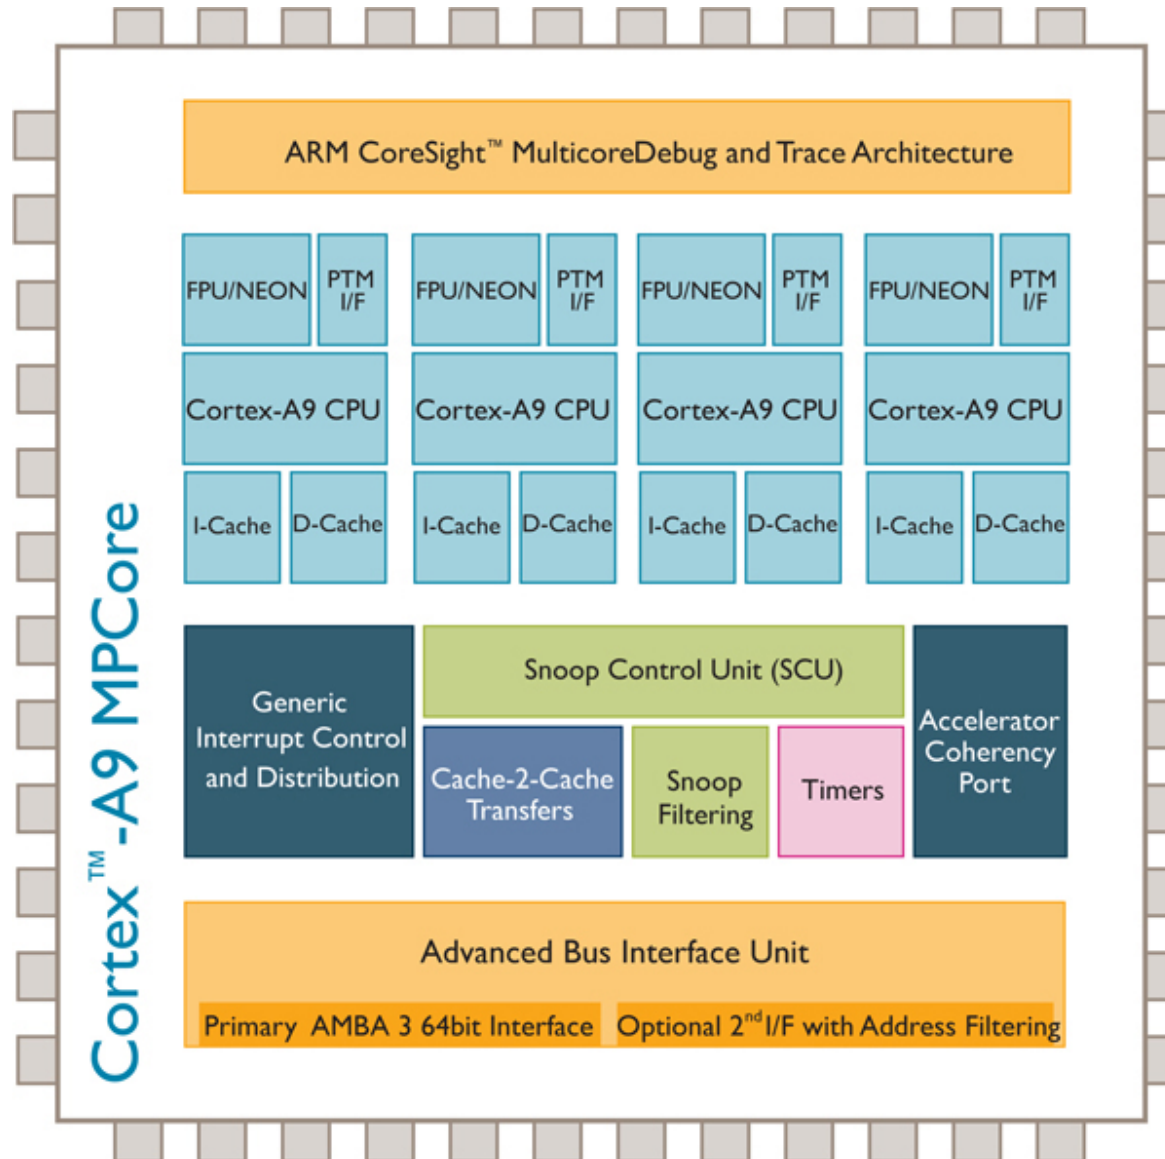 ARM CoreSight™ MulticoreDebug and Trace Architecture
FPU/NEON
PTM
I/F
FPU/NEON
PTM
I/F
FPU/NEON
PTM
I/F
FPU/NEON
PTM
I/F
Cortex-A9 CPU
Cortex-A9 CPU
Cortex-A9 CPU
Cortex-A9 CPU
I-Cache
D-Cache
I-Cache
D-Cache
I-Cache
D-Cache
I-Cache
D-Cache
Cortex™-A9 MPCore
Generic
Interrupt Control
and Distribution
Snoop Control Unit (SCU)
Cache-2-Cache
Transfers
Snoop
Filtering
Timers
Accelerator
Coherency
Port
Advanced Bus Interface Unit
Primary AMBA 3 64bit Interface
Optional 2nd I/F with Address Filtering